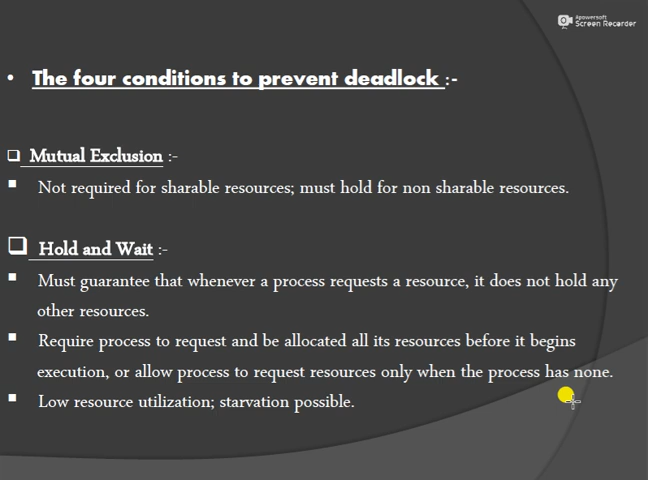 Apowersoft
Screen Recorder
• The four conditions to prevent deadlock :-
❑ Mutual Exclusion :-
▪ Not required for sharable resources; must hold for non sharable resources.
❑ Hold and Wait :-
▪ Must guarantee that whenever a process requests a resource, it does not hold any
other resources.
▪ Require process to request and be allocated all its resources before it begins
execution, or allow process to request resources only when the process has none.
▪ Low resource utilization; starvation possible.